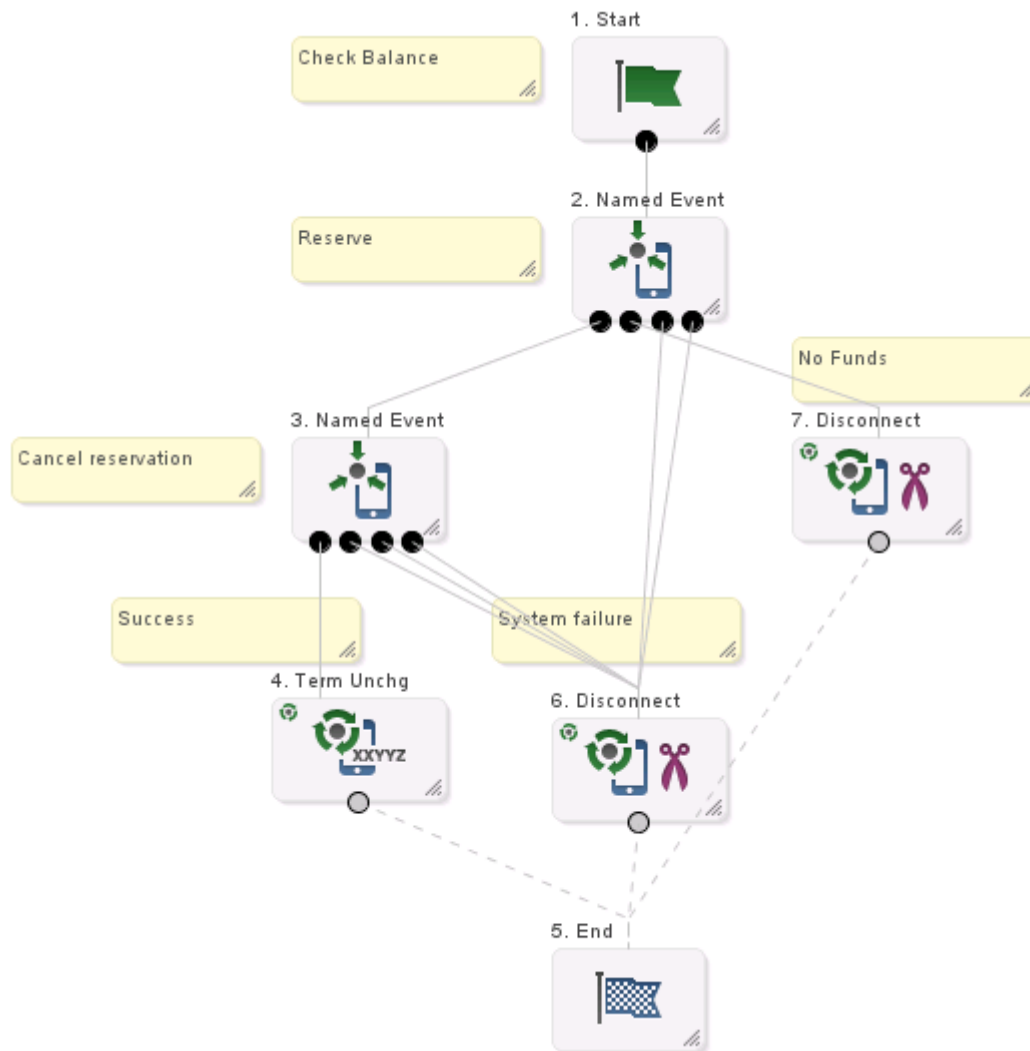 1. Start
Check Balance
2. Named Event
Reserve
No Funds
3. Named Event
7. Disconnect
Cancel reservation
Success
System failure
4. Term Unchg
6. Disconnect
XXYYZ
5. End